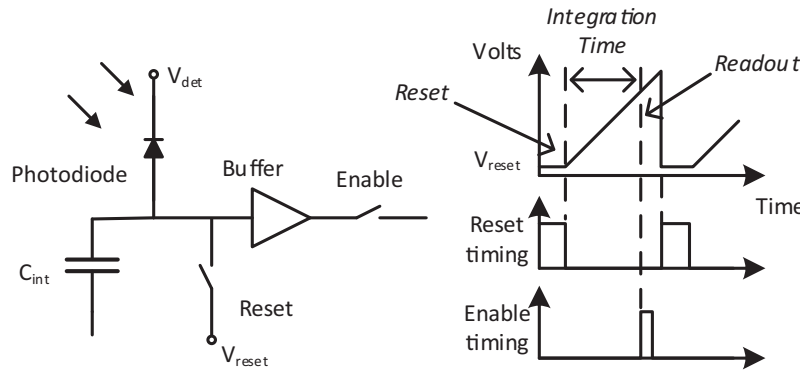 V_det
Photodiode
Buffer
Enable
C_int
Reset
V_reset
Integration
Time
Volts
Readout
Reset
V_reset
Time
Reset
timing
Enable
timing